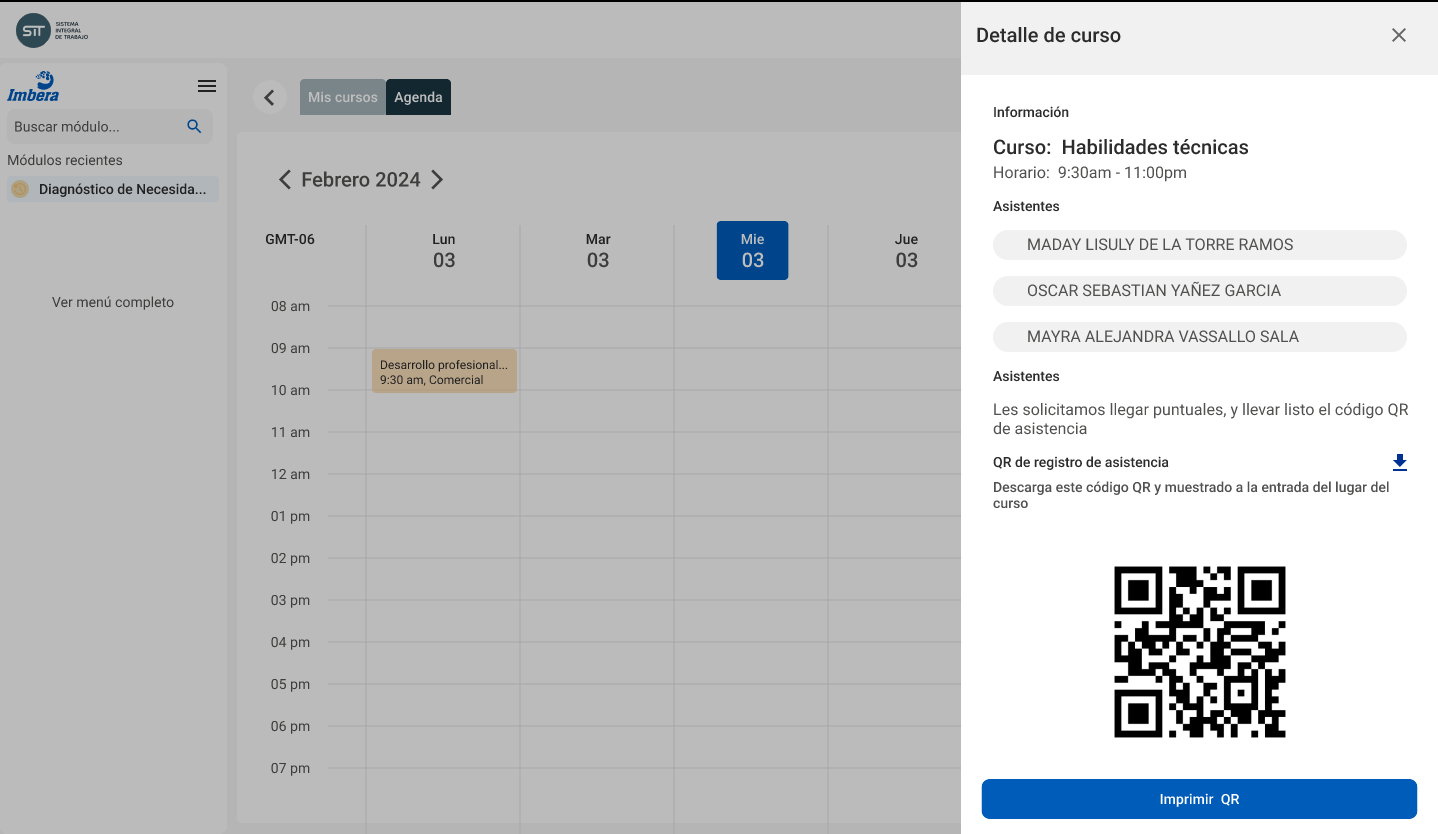 SiT
SISTEMA
INTEGRAL
DE TRABAJO
Imbera
Buscar módulo...
Módulos recientes
Diagnóstico de Necesida...
Ver menú completo
Mis cursos
Agenda
Febrero 2024
GMT-06
Lun
03
Mar
03
Mie
03
Jue
03
08 am
09 am
10 am
11 am
12 am
01 pm
02 pm
03 pm
04 pm
05 pm
06 pm
07 pm
Desarrollo profesional...
9:30 am, Comercial
Detalle de curso
Información
Curso: Habilidades técnicas
Horario: 9:30am - 11:00pm
Asistentes
MADAY LISULY DE LA TORRE RAMOS
OSCAR SEBASTIAN YAÑEZ GARCIA
MAYRA ALEJANDRA VASSALLO SALA
Asistentes
Les solicitamos llegar puntuales, y llevar listo el código QR
de asistencia
QR de registro de asistencia
Descarga este código QR y muestrado a la entrada del lugar del
curso
Imprimir QR